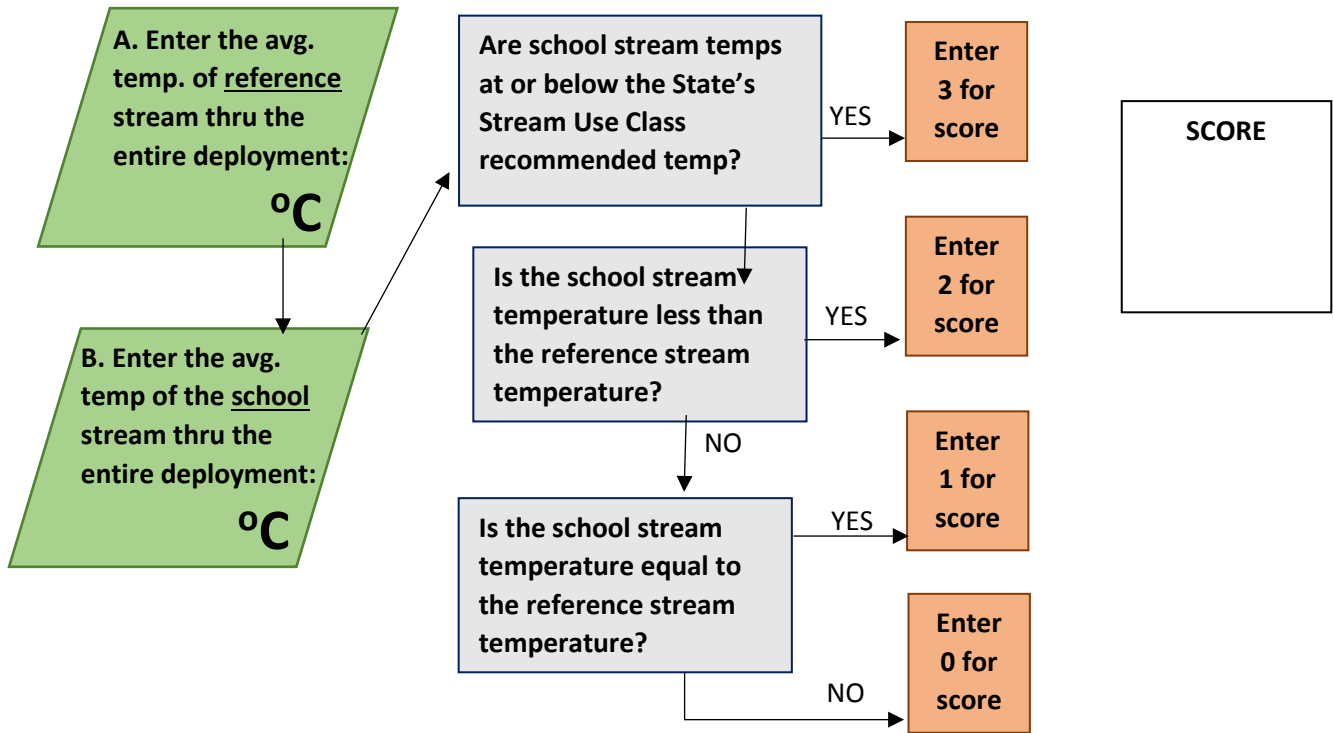 A. Enter the avg.
temp. of reference
stream thru the
entire deployment:
ºC
B. Enter the avg.
temp of the school
stream thru the
entire deployment:
ºC
Are school stream temps
at or below the State’s
Stream Use Class
recommended temp?
YES
Enter
3 for
score
Is the school stream
temperature less than
the reference stream
temperature?
YES
Enter
2 for
score
NO
Is the school stream
temperature equal to
the reference stream
temperature?
YES
Enter
1 for
score
NO
Enter
0 for
score
SCORE